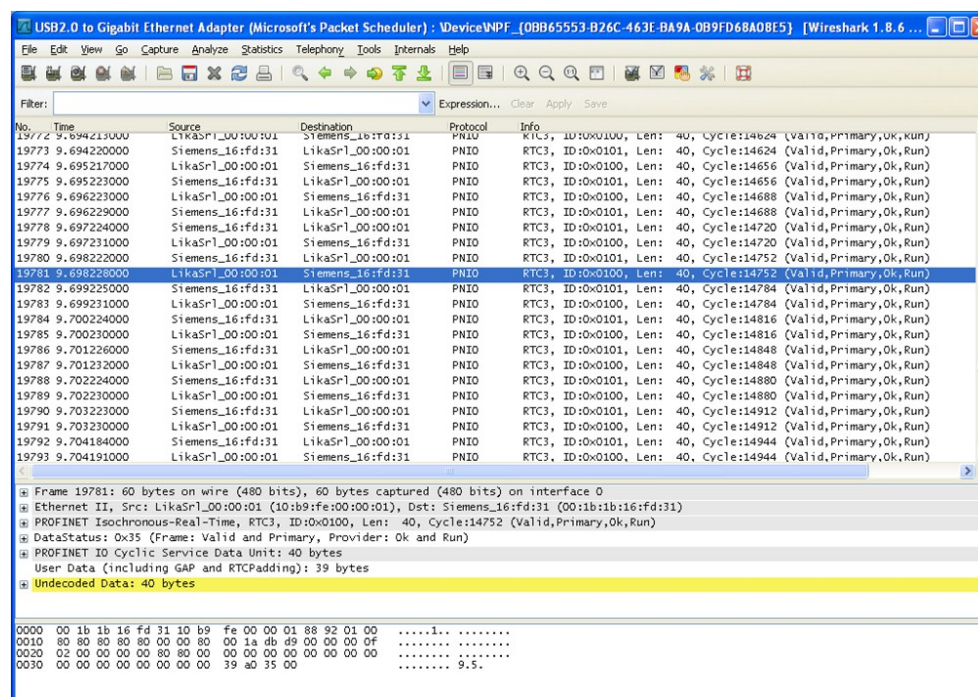 USB2.0 to Gigabit Ethernet Adapter (Microsoft's Packet Scheduler) : \Device\NPF_{0BB65553-B26C-463E-BA9A-0B9FD68A08E5} [Wireshark 1.8.6 ...
File Edit View Go Capture Analyze Statistics Telephony Tools Internals Help
Filter: Expression... Clear Apply Save
No. Time Source Destination Protocol Info
19772 9.694213000 LikaSrl_00:00:01 Siemens_16:fd:31 PNIO RTC3, ID:0x0100, Len: 40, Cycle:14624 (Valid,Primary,Ok,Run)
19773 9.694220000 Siemens_16:fd:31 LikaSrl_00:00:01 PNIO RTC3, ID:0x0101, Len: 40, Cycle:14624 (Valid,Primary,Ok,Run)
19774 9.695217000 LikaSrl_00:00:01 Siemens_16:fd:31 PNIO RTC3, ID:0x0100, Len: 40, Cycle:14656 (Valid,Primary,Ok,Run)
19775 9.695223000 Siemens_16:fd:31 LikaSrl_00:00:01 PNIO RTC3, ID:0x0101, Len: 40, Cycle:14656 (Valid,Primary,Ok,Run)
19776 9.696223000 LikaSrl_00:00:01 Siemens_16:fd:31 PNIO RTC3, ID:0x0100, Len: 40, Cycle:14688 (Valid,Primary,Ok,Run)
19777 9.696229000 Siemens_16:fd:31 LikaSrl_00:00:01 PNIO RTC3, ID:0x0101, Len: 40, Cycle:14688 (Valid,Primary,Ok,Run)
19778 9.697224000 Siemens_16:fd:31 LikaSrl_00:00:01 PNIO RTC3, ID:0x0101, Len: 40, Cycle:14720 (Valid,Primary,Ok,Run)
19779 9.697231000 LikaSrl_00:00:01 Siemens_16:fd:31 PNIO RTC3, ID:0x0100, Len: 40, Cycle:14720 (Valid,Primary,Ok,Run)
19780 9.698222000 Siemens_16:fd:31 LikaSrl_00:00:01 PNIO RTC3, ID:0x0101, Len: 40, Cycle:14752 (Valid,Primary,Ok,Run)
19781 9.698228000 LikaSrl_00:00:01 Siemens_16:fd:31 PNIO RTC3, ID:0x0100, Len: 40, Cycle:14752 (Valid,Primary,Ok,Run)
19782 9.699225000 Siemens_16:fd:31 LikaSrl_00:00:01 PNIO RTC3, ID:0x0101, Len: 40, Cycle:14784 (Valid,Primary,Ok,Run)
19783 9.699231000 LikaSrl_00:00:01 Siemens_16:fd:31 PNIO RTC3, ID:0x0100, Len: 40, Cycle:14784 (Valid,Primary,Ok,Run)
19784 9.700224000 Siemens_16:fd:31 LikaSrl_00:00:01 PNIO RTC3, ID:0x0101, Len: 40, Cycle:14816 (Valid,Primary,Ok,Run)
19785 9.700230000 LikaSrl_00:00:01 Siemens_16:fd:31 PNIO RTC3, ID:0x0100, Len: 40, Cycle:14816 (Valid,Primary,Ok,Run)
19786 9.701226000 Siemens_16:fd:31 LikaSrl_00:00:01 PNIO RTC3, ID:0x0101, Len: 40, Cycle:14848 (Valid,Primary,Ok,Run)
19787 9.701232000 LikaSrl_00:00:01 Siemens_16:fd:31 PNIO RTC3, ID:0x0100, Len: 40, Cycle:14848 (Valid,Primary,Ok,Run)
19788 9.702224000 Siemens_16:fd:31 LikaSrl_00:00:01 PNIO RTC3, ID:0x0101, Len: 40, Cycle:14880 (Valid,Primary,Ok,Run)
19789 9.702230000 LikaSrl_00:00:01 Siemens_16:fd:31 PNIO RTC3, ID:0x0100, Len: 40, Cycle:14880 (Valid,Primary,Ok,Run)
19790 9.703223000 Siemens_16:fd:31 LikaSrl_00:00:01 PNIO RTC3, ID:0x0101, Len: 40, Cycle:14912 (Valid,Primary,Ok,Run)
19791 9.703230000 LikaSrl_00:00:01 Siemens_16:fd:31 PNIO RTC3, ID:0x0100, Len: 40, Cycle:14912 (Valid,Primary,Ok,Run)
19792 9.704184000 Siemens_16:fd:31 LikaSrl_00:00:01 PNIO RTC3, ID:0x0101, Len: 40, Cycle:14944 (Valid,Primary,Ok,Run)
19793 9.704191000 LikaSrl_00:00:01 Siemens_16:fd:31 PNIO RTC3, ID:0x0100, Len: 40, Cycle:14944 (Valid,Primary,Ok,Run)
Frame 19781: 60 bytes on wire (480 bits), 60 bytes captured (480 bits) on interface 0
Ethernet II, Src: LikaSrl_00:00:01 (10:b9:fe:00:00:01), Dst: Siemens_16:fd:31 (00:1b:1b:16:fd:31)
PROFINET Isochronous-Real-Time, RTC3, ID:0x0100, Len: 40, Cycle:14752 (Valid,Primary,Ok,Run)
DataStatus: 0x35 (Frame: Valid and Primary, Provider: Ok and Run)
PROFINET IO Cyclic Service Data Unit: 40 bytes
User Data (including GAP and RTCPadding): 39 bytes
Undecoded Data: 40 bytes
0000 00 1b 1b 16 fd 31 10 b9 fe 00 00 01 88 92 01 00 .....1.. ........
0010 80 80 80 80 80 00 00 80 00 1a db d9 00 00 00 0f ........ ........
0020 02 00 00 00 00 80 80 00 00 00 00 00 00 00 00 00 ........ ........
0030 00 00 00 00 00 00 00 00 39 a0 35 00 ........ 9.5.